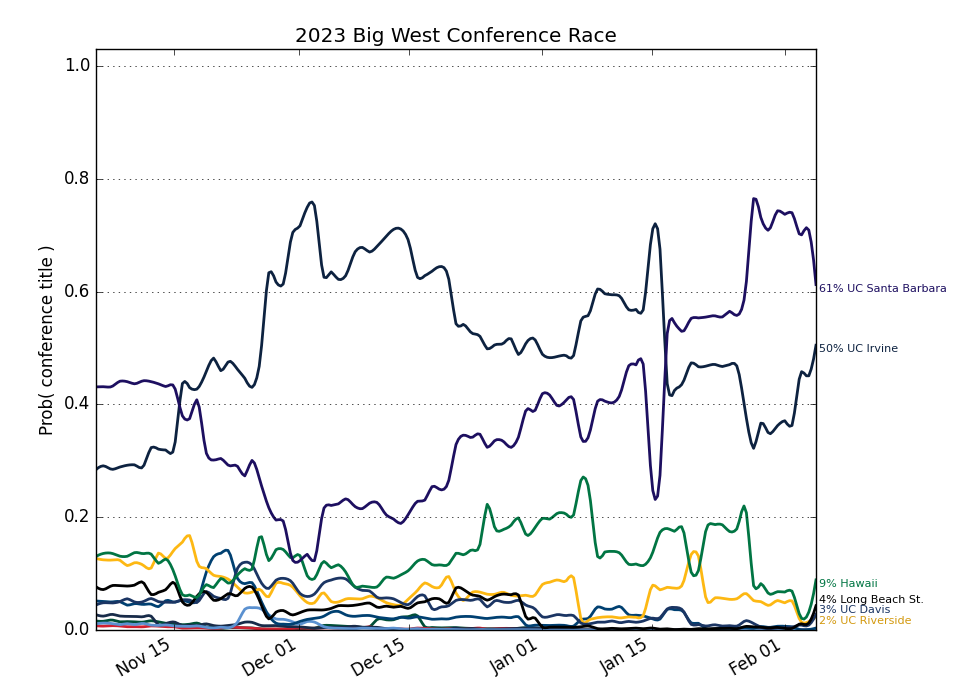 2023 Big West Conference Race
Prob( conference title )
1.0
0.8
0.6
0.4
0.2
0.0
Nov 15
Dec 01
Dec 15
Jan 01
Jan 15
Feb 01
61% UC Santa Barbara
50% UC Irvine
9% Hawaii
4% Long Beach St.
3% UC Davis
2% UC Riverside